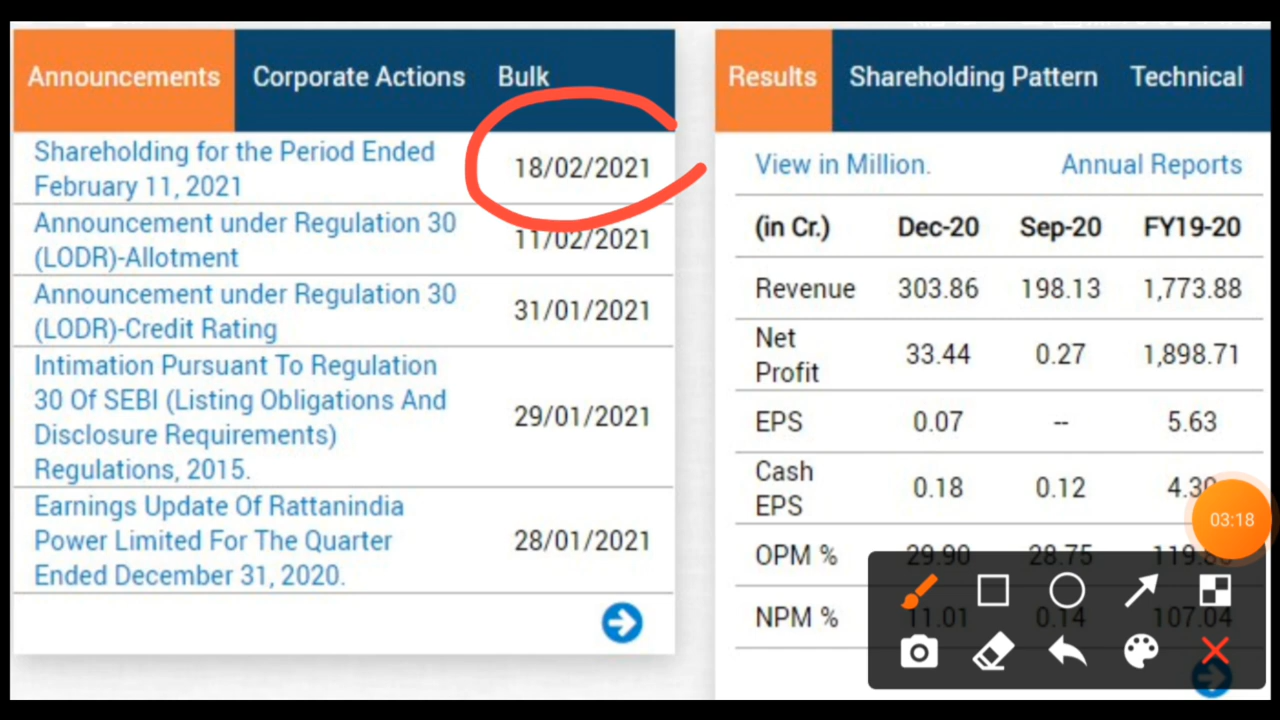 Announcements Corporate Actions Bulk
Shareholding for the Period Ended
February 11, 2021
18/02/2021
Announcement under Regulation 30
(LODR)-Allotment
11/02/2021
Announcement under Regulation 30
(LODR)-Credit Rating
31/01/2021
Intimation Pursuant To Regulation
30 Of SEBI (Listing Obligations And
Disclosure Requirements)
Regulations, 2015.
29/01/2021
Earnings Update Of Rattanindia
Power Limited For The Quarter
Ended December 31, 2020.
28/01/2021
Results Shareholding Pattern Technical
View in Million. Annual Reports
(in Cr.) Dec-20 Sep-20 FY19-20
Revenue 303.86 198.13 1,773.88
Net
Profit
33.44 0.27 1,898.71
EPS 0.07 -- 5.63
Cash
EPS
0.18 0.12
03:18
OPM % 29.90 28.75
NPM % 11.01 0.14 107.04